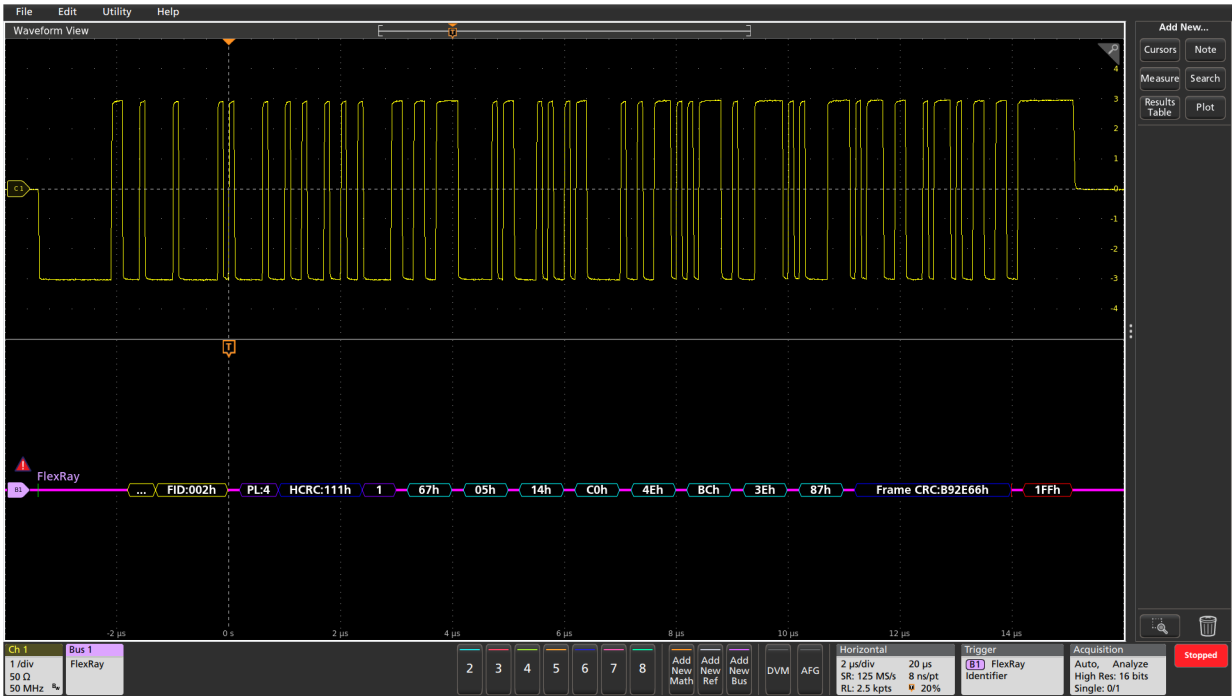 File Edit Utility Help
Waveform View
Add New...
T
Cursors Note
Measure Search
Results Table Plot
4
3
2
1
C1
0
-1
-2
-3
-4
T
FlexRay
B1
... FID:002h PL:4 HCRC:111h 1 67h 05h 14h C0h 4Eh BCh 3Eh 87h Frame CRC:B92E66h 1FFh
-2 µs 0 s 2 µs 4 µs 6 µs 8 µs 10 µs 12 µs 14 µs
Ch 1
1 /div
50 Ω
50 MHz Bw
Bus 1
FlexRay
2 3 4 5 6 7 8
Add New Math
Add New Ref
Add New Bus
DVM AFG
Horizontal
2 µs/div 20 µs
SR: 125 MS/s 8 ns/pt
RL: 2.5 kpts 20%
Trigger
B1 FlexRay
Identifier
Acquisition
Auto, Analyze
High Res: 16 bits
Single: 0/1
Stopped